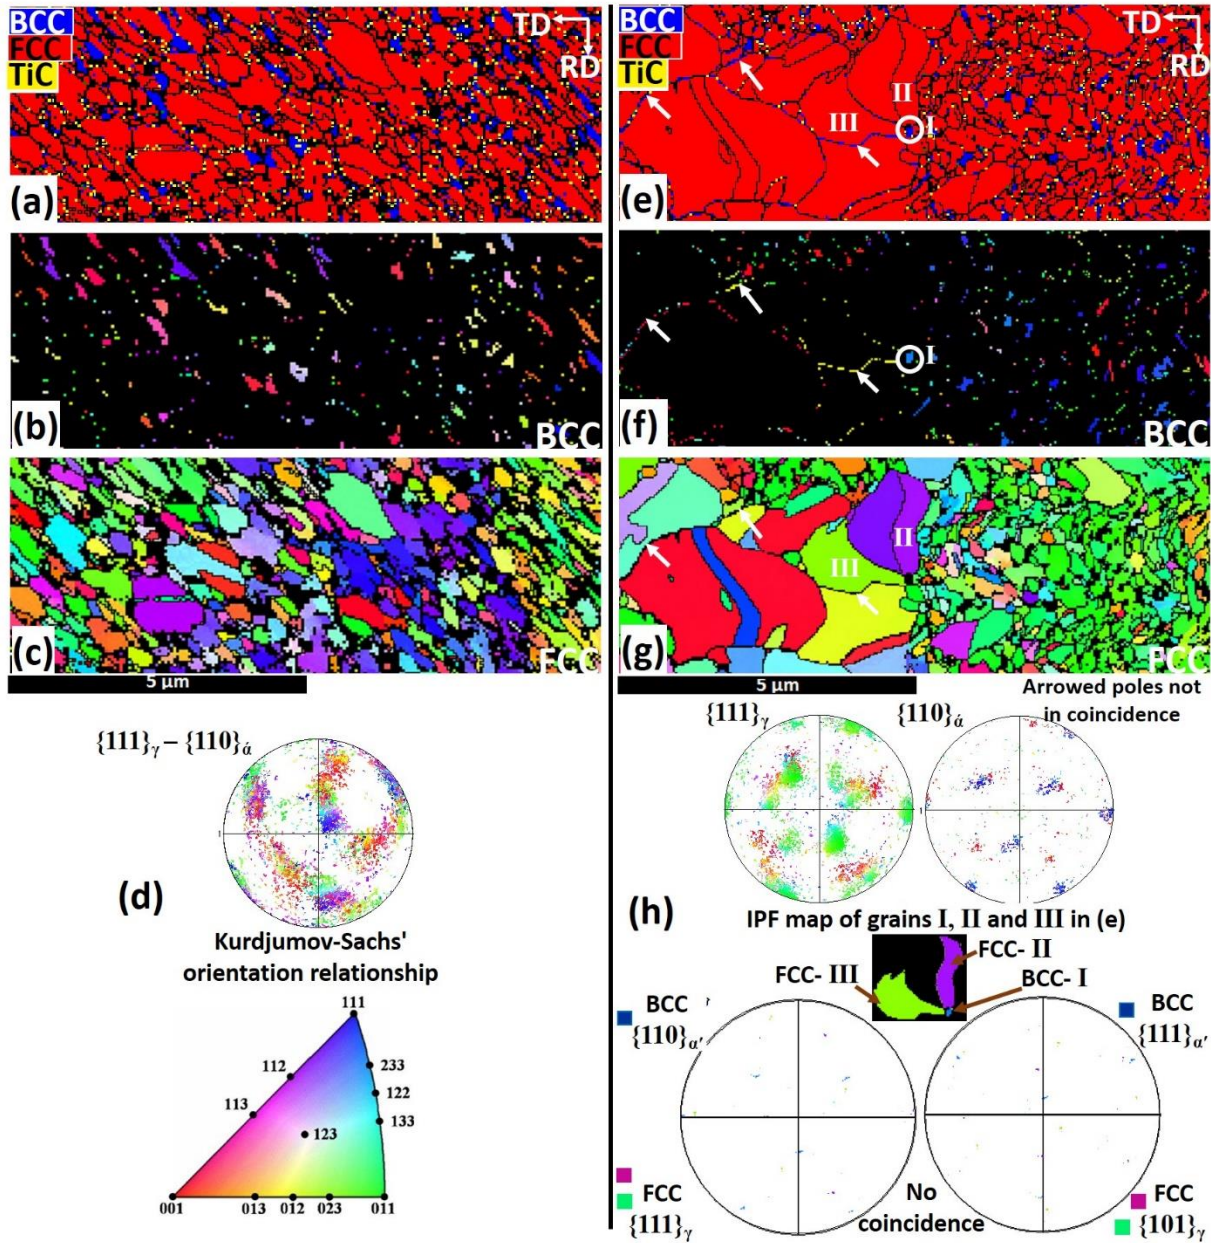 BCC
FCC
TiC
TD
RD
(a)
(b)
BCC
(c)
FCC
5 µm
{111}γ – {110}ά
1
(d)
Kurdjumov-Sachs'
orientation relationship
111
112
233
122
113
133
123
001
013
012
023
011
BCC
FCC
TiC
TD
RD
II
III
I
(e)
I
(f)
BCC
II
III
(g)
FCC
5 µm
Arrowed poles not
in coincidence
{111}γ
{110}ά
1
(h)
IPF map of grains I, II and III in (e)
FCC- II
FCC- III
BCC- I
BCC
{110}α′
BCC
{111}α′
FCC
{111}γ
No
coincidence
FCC
{101}γ